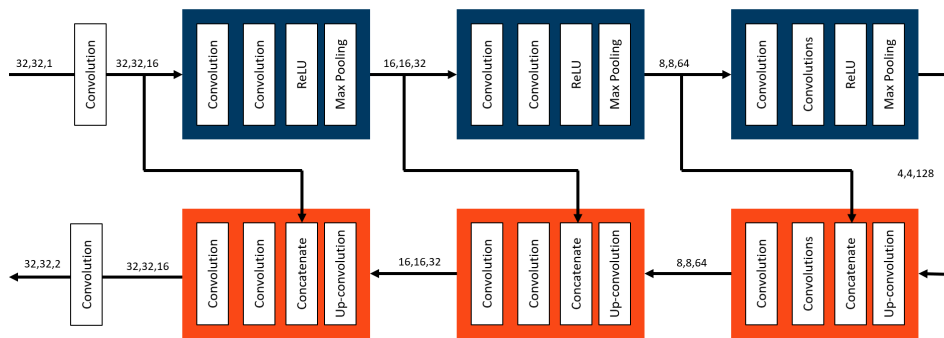 32,32,1
Convolution
32,32,16
Convolution
Convolution
ReLU
Max Pooling
16,16,32
Convolution
Convolution
ReLU
Max Pooling
8,8,64
Convolution
Convolutions
ReLU
Max Pooling
4,4,128
32,32,2
Convolution
32,32,16
Convolution
Convolution
Concatenate
Up-convolution
16,16,32
Convolution
Convolution
Concatenate
Up-convolution
8,8,64
Convolution
Convolutions
Concatenate
Up-convolution